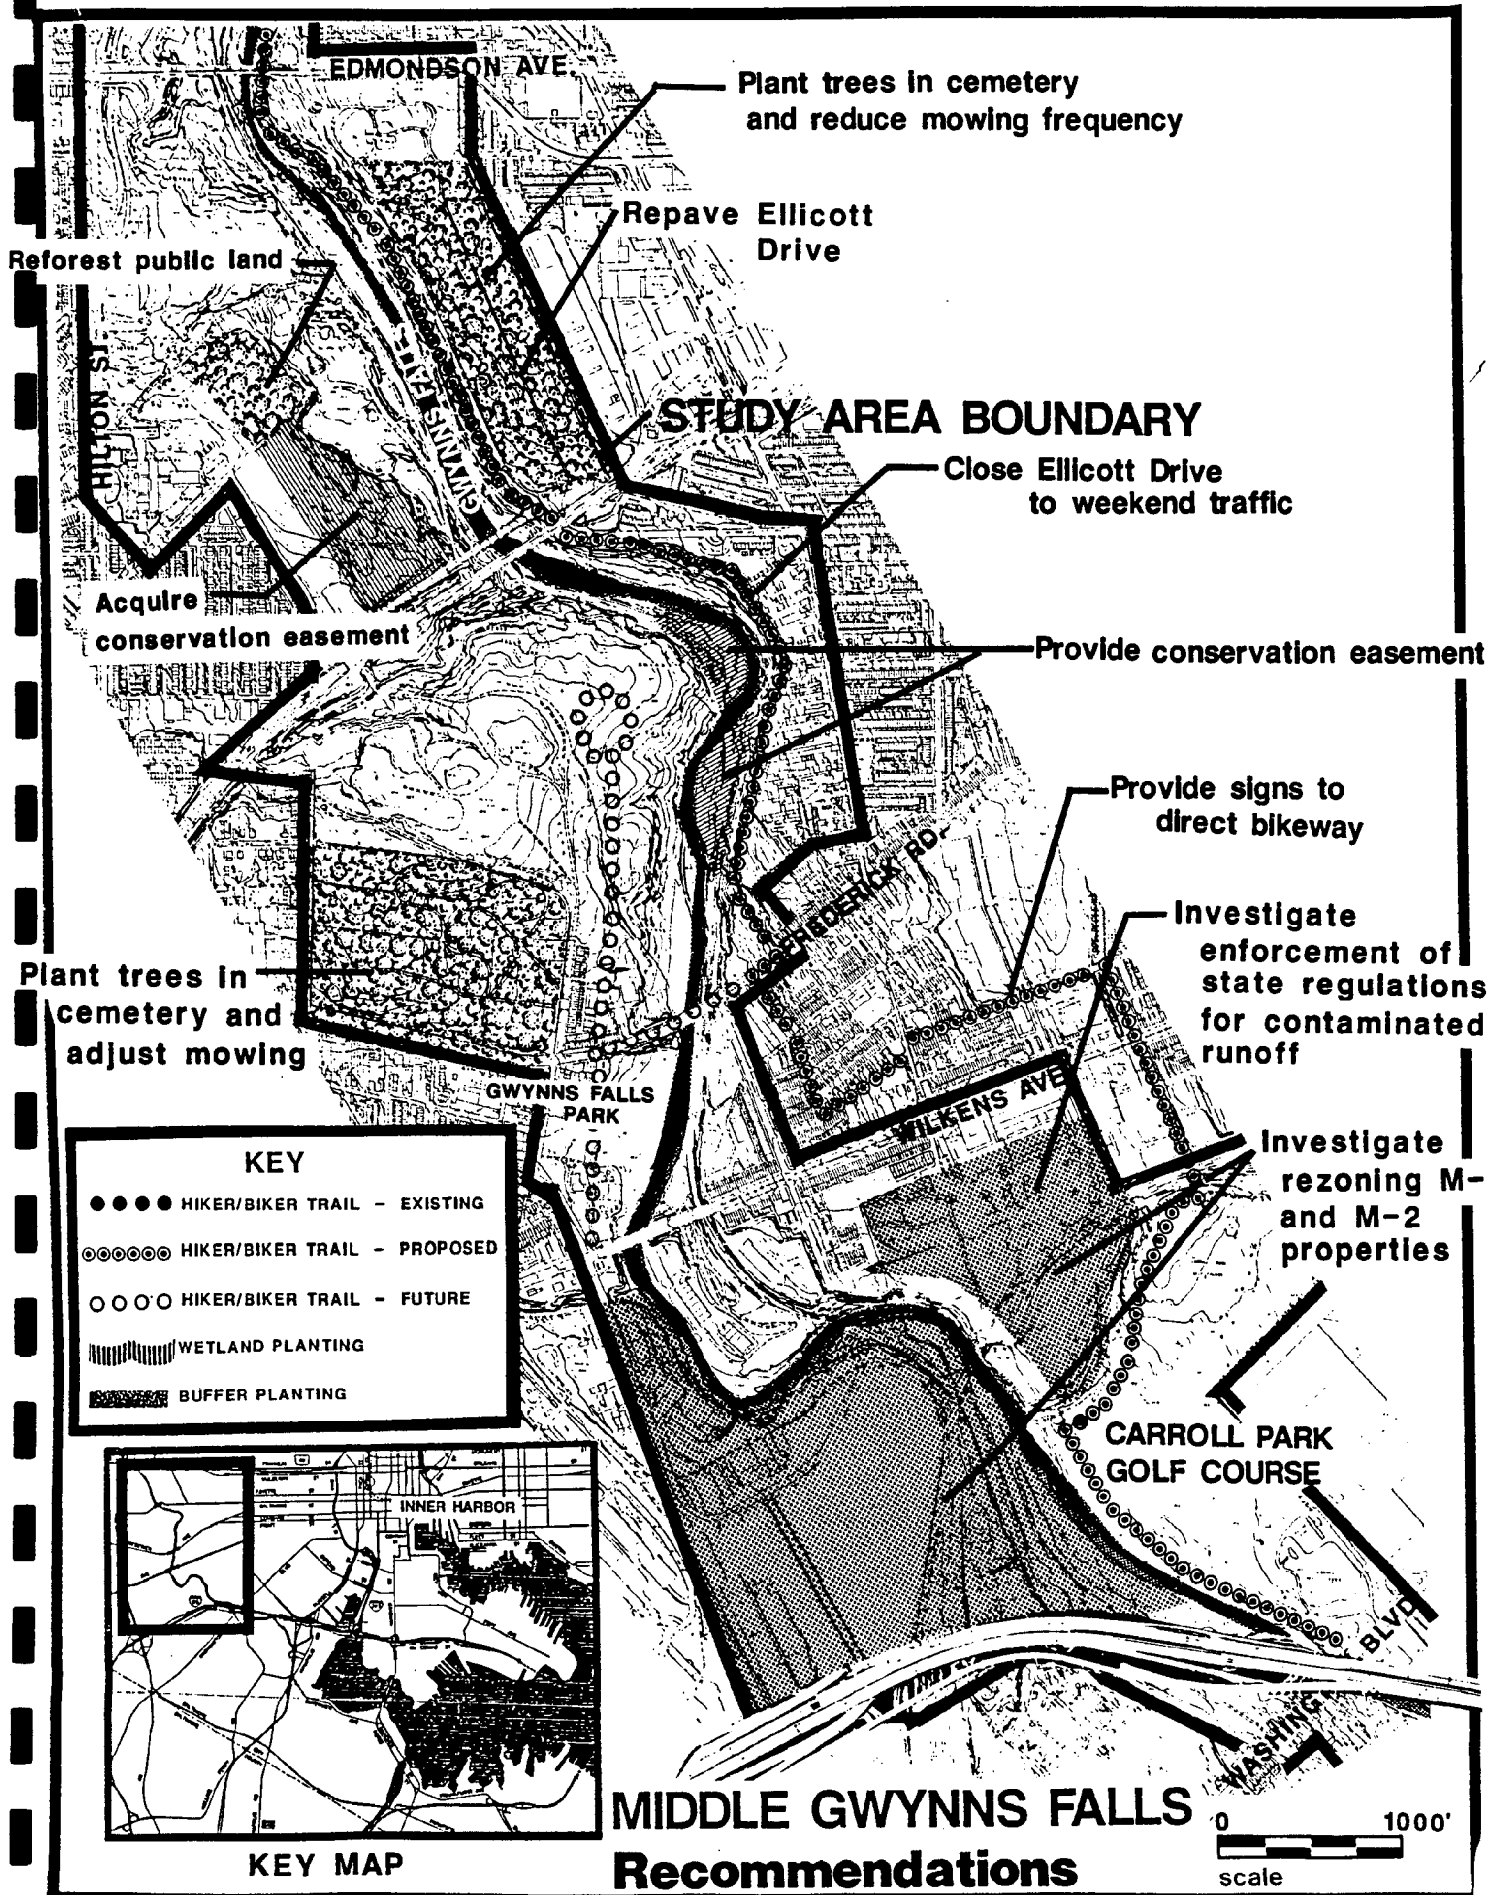 EDMONDSON AVE.
Plant trees in cemetery
and reduce mowing frequency
Repave Ellicott
Drive
Reforest public land
HILTON ST.
GWYNNS FALLS
STUDY AREA BOUNDARY
Close Ellicott Drive
to weekend traffic
Acquire
conservation easement
Provide conservation easement
Provide signs to
direct bikeway
FREDERICK RD.
Investigate
enforcement of
state regulations
for contaminated
runoff
Plant trees in
cemetery and
adjust mowing
GWYNNS FALLS
PARK
WILKENS AVE
Investigate
rezoning M-
and M-2
properties
KEY
HIKER/BIKER TRAIL - EXISTING
HIKER/BIKER TRAIL - PROPOSED
HIKER/BIKER TRAIL - FUTURE
WETLAND PLANTING
BUFFER PLANTING
CARROLL PARK
GOLF COURSE
INNER HARBOR
BLVD
WASHING
KEY MAP
MIDDLE GWYNNS FALLS
Recommendations
0 1000'
scale